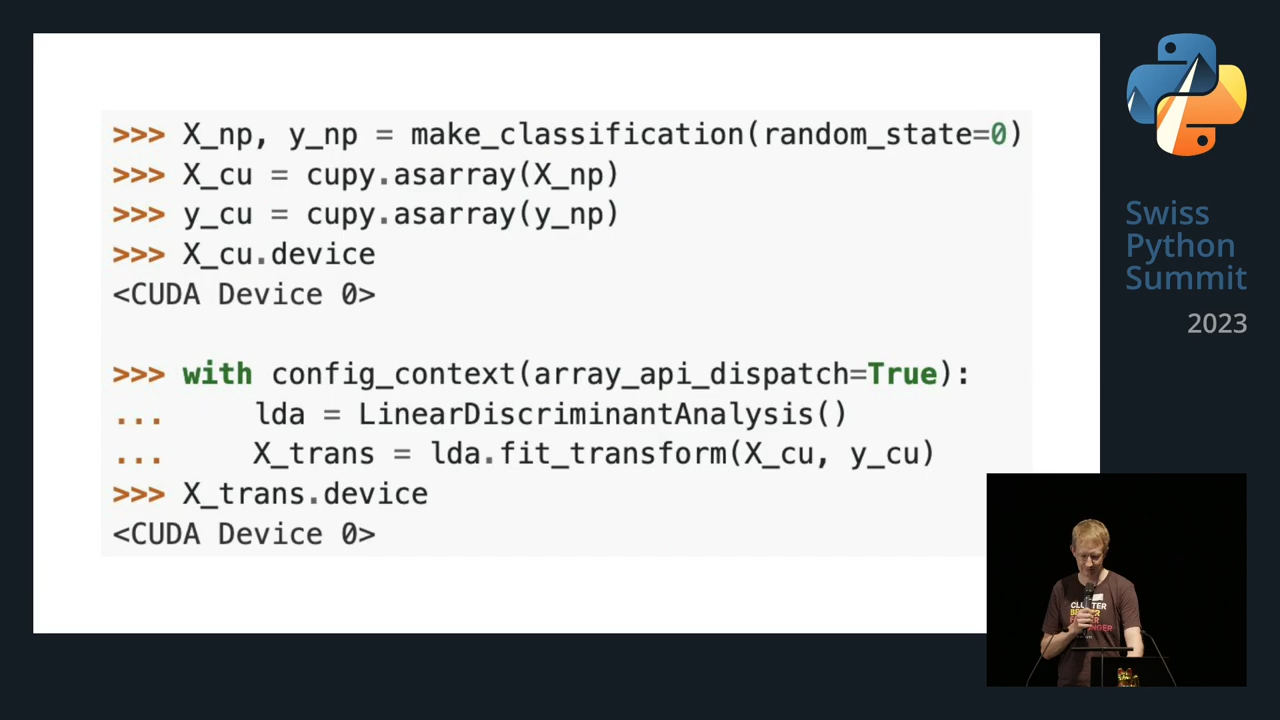 >>> X_np, y_np = make_classification(random_state=0)
>>> X_cu = cupy.asarray(X_np)
>>> y_cu = cupy.asarray(y_np)
>>> X_cu.device
<CUDA Device 0>
>>> with config_context(array_api_dispatch=True):
...     lda = LinearDiscriminantAnalysis()
...     X_trans = lda.fit_transform(X_cu, y_cu)
>>> X_trans.device
<CUDA Device 0>
Swiss
Python
Summit
2023